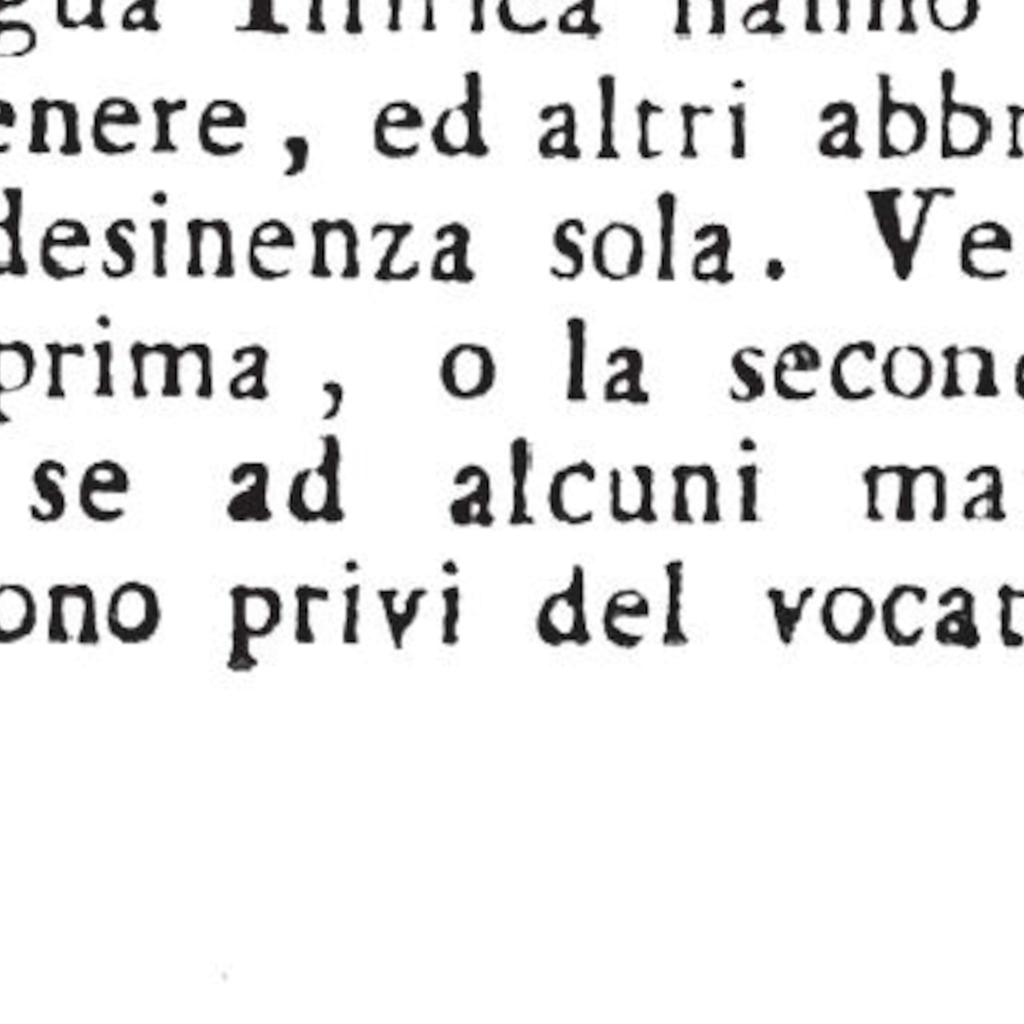 gua Illirica hanno
enere, ed altri abbr
desinenza sola. Ve
prima, o la second
se ad alcuni ma
ono privi del vocat